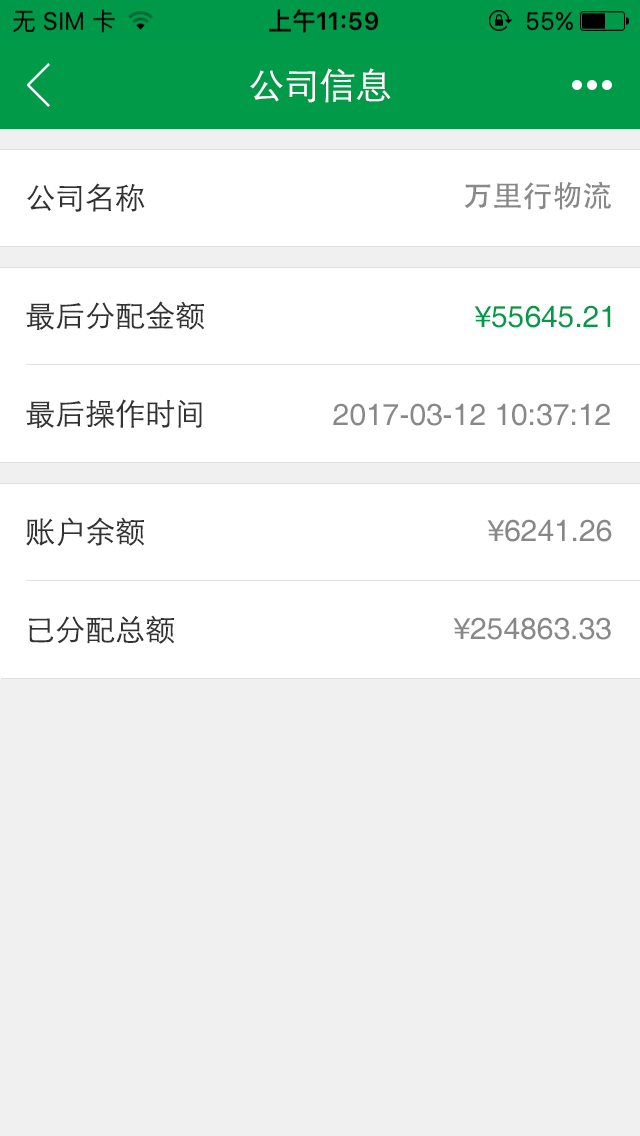 无 SIM 卡 上午11:59 55%
公司信息
公司名称 万里行物流
最后分配金额 ¥55645.21
最后操作时间 2017-03-12 10:37:12
账户余额 ¥6241.26
已分配总额 ¥254863.33